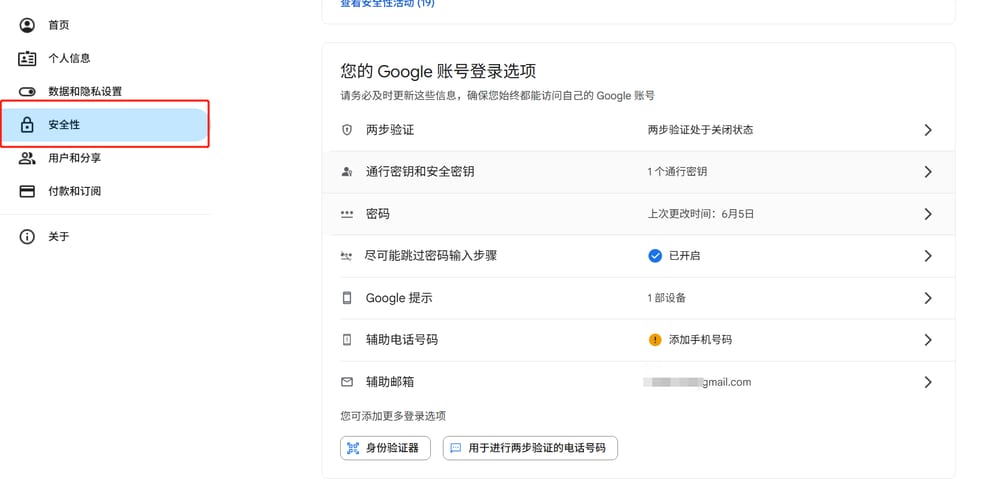 查看安全性活动 (19)
首页
个人信息
数据和隐私设置
安全性
用户和分享
付款和订阅
关于
您的 Google 账号登录选项
请务必及时更新这些信息，确保您始终都能访问自己的 Google 账号
两步验证 两步验证处于关闭状态
通行密钥和安全密钥 1 个通行密钥
密码 上次更改时间：6月5日
尽可能跳过密码输入步骤 已开启
Google 提示 1 部设备
辅助电话号码 添加手机号码
辅助邮箱 gmail.com
您可添加更多登录选项
身份验证器 用于进行两步验证的电话号码